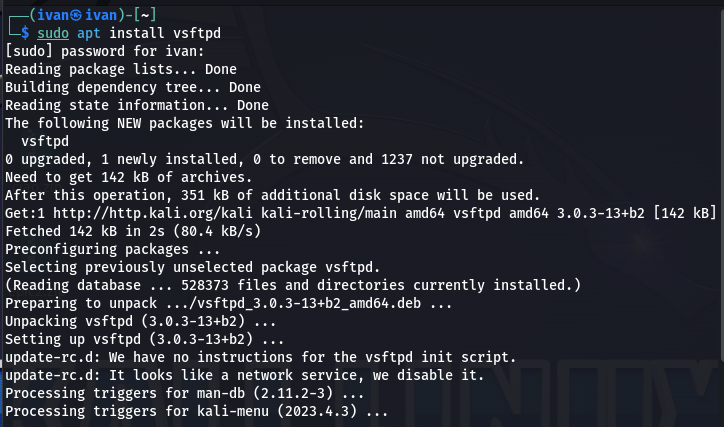 ┌──(ivan㉿ivan)-[~]
└─$ sudo apt install vsftpd
[sudo] password for ivan:
Reading package lists... Done
Building dependency tree... Done
Reading state information... Done
The following NEW packages will be installed:
  vsftpd
0 upgraded, 1 newly installed, 0 to remove and 1237 not upgraded.
Need to get 142 kB of archives.
After this operation, 351 kB of additional disk space will be used.
Get:1 http://http.kali.org/kali kali-rolling/main amd64 vsftpd amd64 3.0.3-13+b2 [142 kB]
Fetched 142 kB in 2s (80.4 kB/s)
Preconfiguring packages ...
Selecting previously unselected package vsftpd.
(Reading database ... 528373 files and directories currently installed.)
Preparing to unpack .../vsftpd_3.0.3-13+b2_amd64.deb ...
Unpacking vsftpd (3.0.3-13+b2) ...
Setting up vsftpd (3.0.3-13+b2) ...
update-rc.d: We have no instructions for the vsftpd init script.
update-rc.d: It looks like a network service, we disable it.
Processing triggers for man-db (2.11.2-3) ...
Processing triggers for kali-menu (2023.4.3) ...